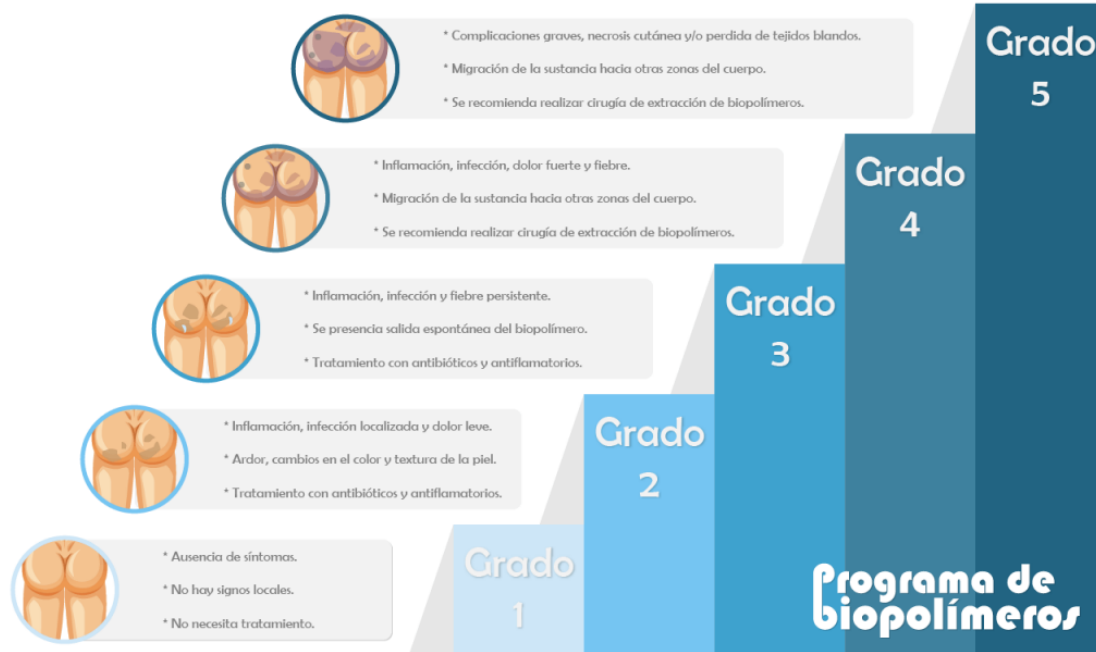 * Complicaciones graves, necrosis cutánea y/o perdida de tejidos blandos.
* Migración de la sustancia hacia otras zonas del cuerpo.
* Se recomienda realizar cirugía de extracción de biopolímeros.
Grado
5
* Inflamación, infección, dolor fuerte y fiebre.
* Migración de la sustancia hacia otras zonas del cuerpo.
* Se recomienda realizar cirugía de extracción de biopolímeros.
Grado
4
* Inflamación, infección y fiebre persistente.
* Se presencia salida espontánea del biopolímero.
* Tratamiento con antibióticos y antiflamatorios.
Grado
3
* Inflamación, infección localizada y dolor leve.
* Ardor, cambios en el color y textura de la piel.
* Tratamiento con antibióticos y antiflamatorios.
Grado
2
* Ausencia de síntomas.
* No hay signos locales.
* No necesita tratamiento.
Grado
1
Programa de
biopolímeros